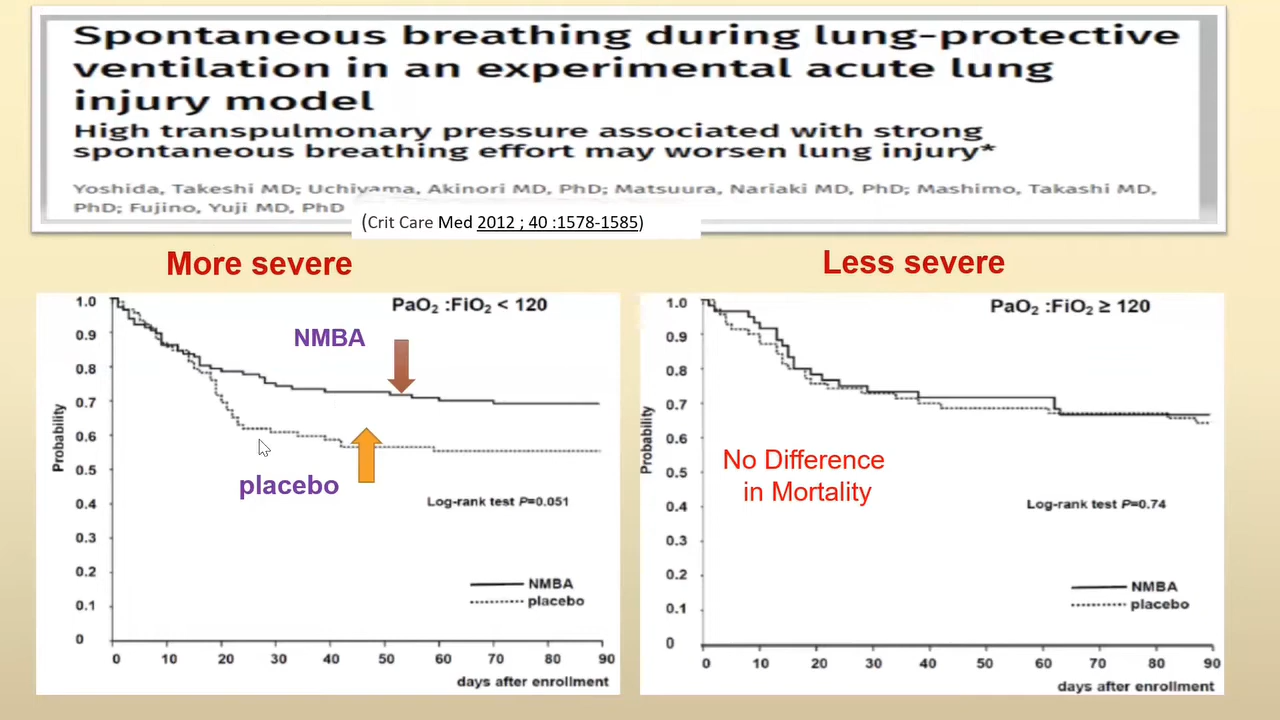 Spontaneous breathing during lung-protective
ventilation in an experimental acute lung
injury model
High transpulmonary pressure associated with strong
spontaneous breathing effort may worsen lung injury*
Yoshida, Takeshi MD; Uchiyama, Akinori MD, PhD; Matsuura, Nariaki MD, PhD; Mashimo, Takashi MD,
PhD; Fujino, Yuji MD, PhD
(Crit Care Med 2012 ; 40 :1578-1585)
More severe
Less severe
PaO₂ :FiO₂ < 120
NMBA
placebo
Log-rank test P=0.051
NMBA
placebo
Probability
1.0
0.9
0.8
0.7
0.6
0.5
0.4
0.3
0.2
0.1
0
0 10 20 30 40 50 60 70 80 90
days after enrollment
PaO₂ :FiO₂ ≥ 120
No Difference
in Mortality
Log-rank test P=0.74
NMBA
placebo
Probability
1.0
0.9
0.8
0.7
0.6
0.5
0.4
0.3
0.2
0.1
0
0 10 20 30 40 50 60 70 80 90
days after enrollment